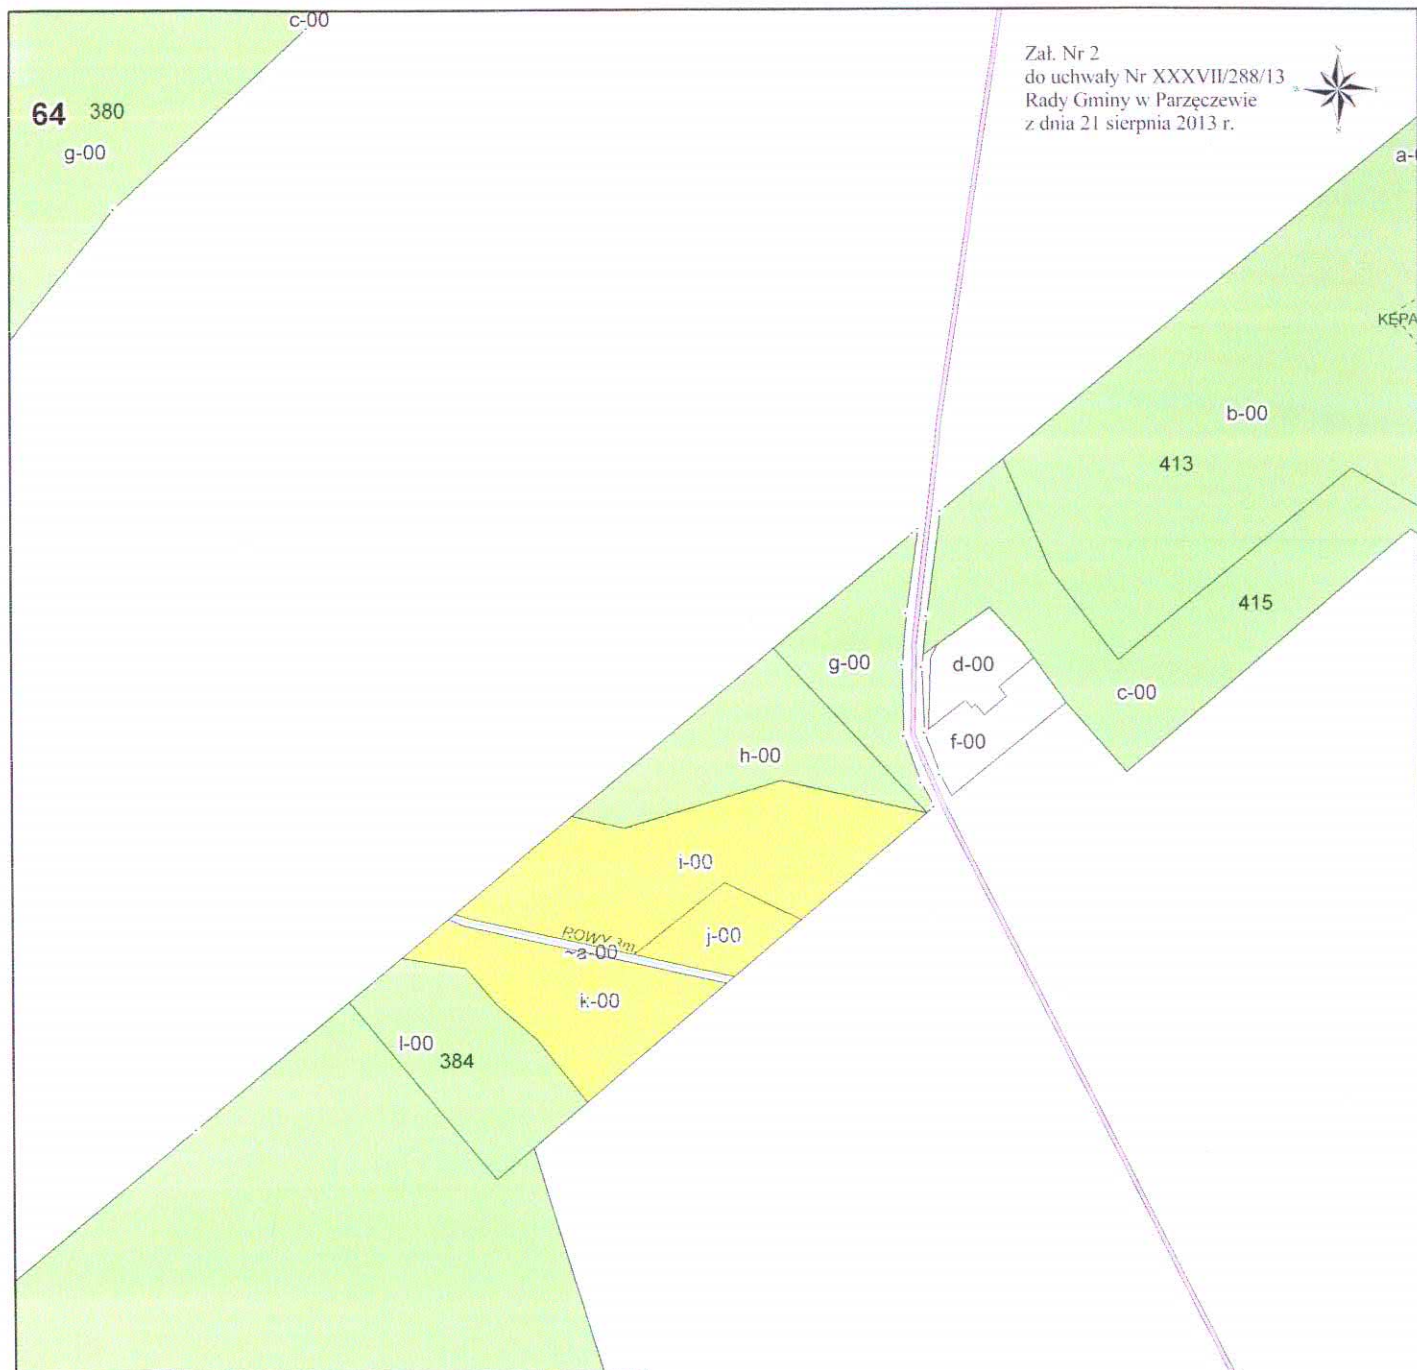 c-00
Zał. Nr 2
do uchwały Nr XXXVII/288/13
Rady Gminy w Parzęczewie
z dnia 21 sierpnia 2013 r.
N
S
64 380
g-00
KĘPA
b-00
413
415
g-00
d-00
c-00
f-00
h-00
i-00
ROWY 3m
j-00
~a-00
k-00
l-00
384